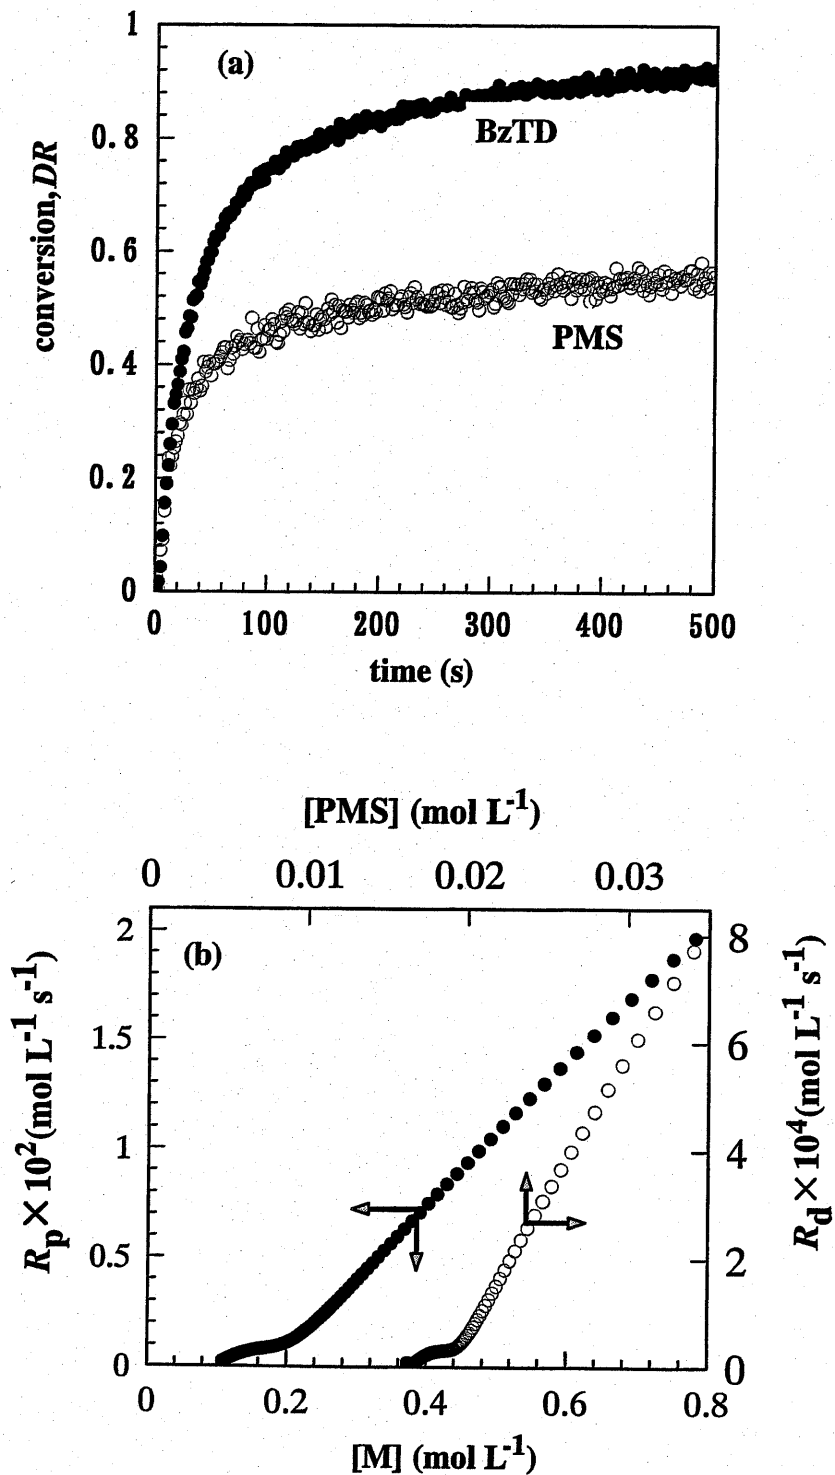 1
(a)
0.8
BzTD
conversion, DR
0.6
PMS
0.4
0.2
0
0 100 200 300 400 500
time (s)
[PMS] (mol L-1)
0 0.01 0.02 0.03
2
8
(b)
Rp × 10² (mol L-1 s-1)
Rd × 10⁴ (mol L-1 s-1)
1.5
6
1
4
0.5
2
0
0
0 0.2 0.4 0.6 0.8
[M] (mol L-1)